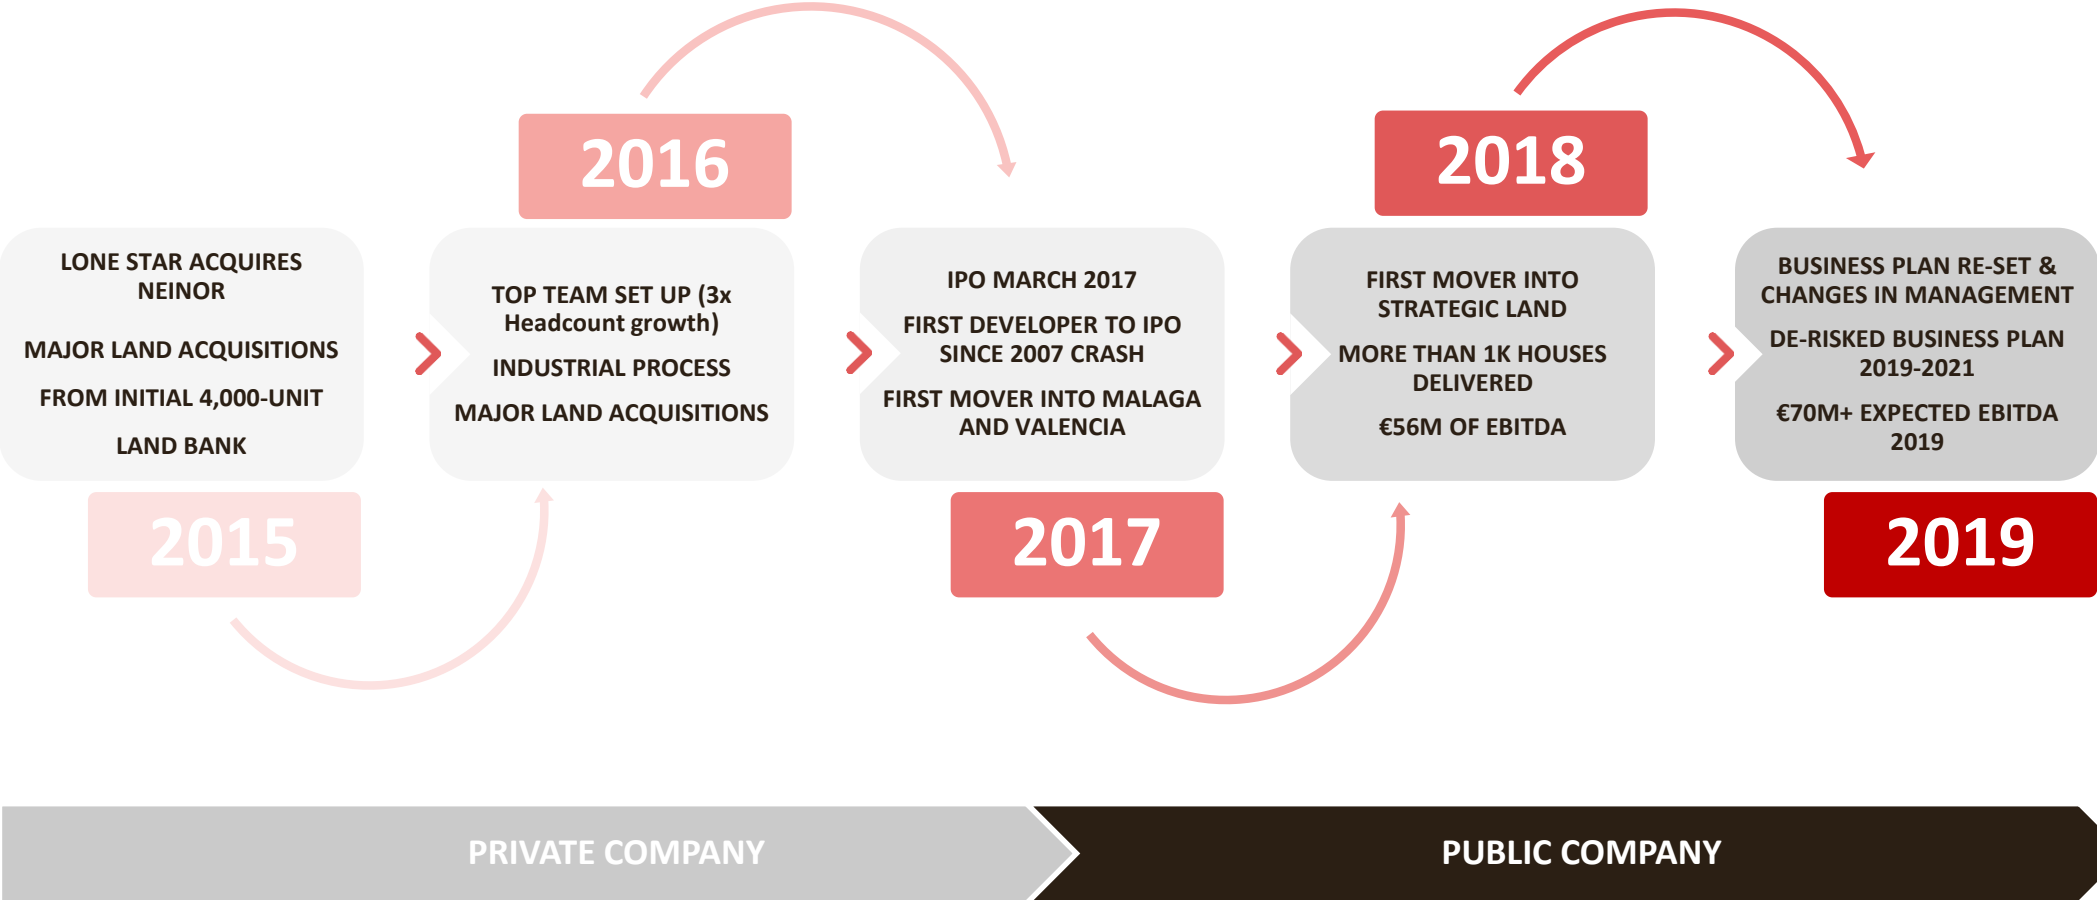 2015
LONE STAR ACQUIRES
NEINOR
MAJOR LAND ACQUISITIONS
FROM INITIAL 4,000-UNIT
LAND BANK
2016
TOP TEAM SET UP (3x
Headcount growth)
INDUSTRIAL PROCESS
MAJOR LAND ACQUISITIONS
2017
IPO MARCH 2017
FIRST DEVELOPER TO IPO
SINCE 2007 CRASH
FIRST MOVER INTO MALAGA
AND VALENCIA
2018
FIRST MOVER INTO
STRATEGIC LAND
MORE THAN 1K HOUSES
DELIVERED
€56M OF EBITDA
2019
BUSINESS PLAN RE-SET &
CHANGES IN MANAGEMENT
DE-RISKED BUSINESS PLAN
2019-2021
€70M+ EXPECTED EBITDA
2019
PRIVATE COMPANY
PUBLIC COMPANY